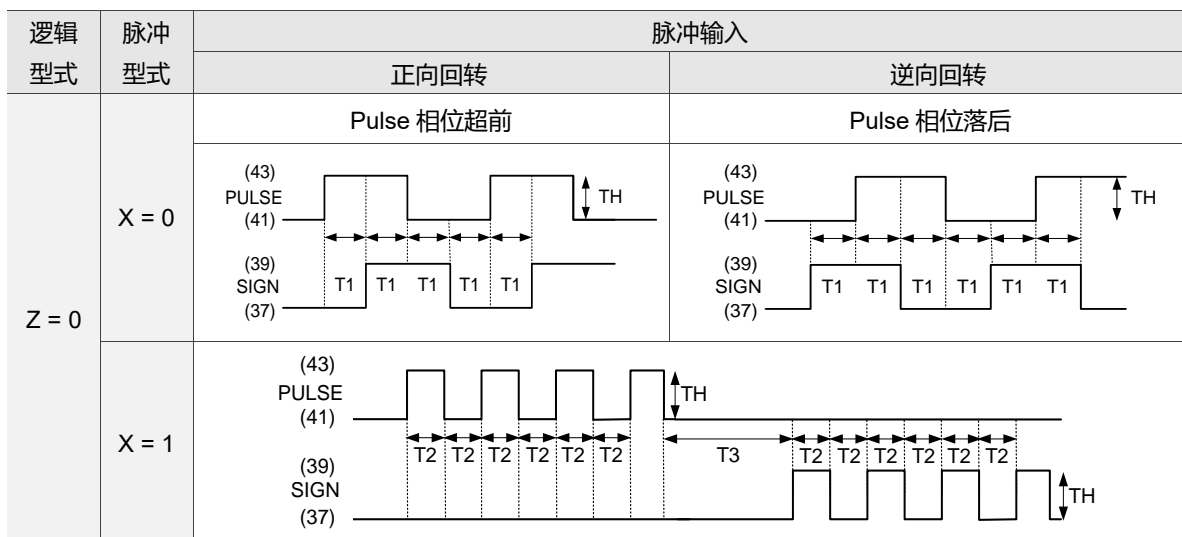 逻辑
型式
脉冲
型式
脉冲输入
正向回转
逆向回转
Z = 0
X = 0
Pulse 相位超前
Pulse 相位落后
(43)
PULSE
(41)
TH
(39)
SIGN
(37)
T1 T1 T1 T1 T1
(43)
PULSE
(41)
TH
(39)
SIGN
(37)
T1 T1 T1 T1 T1 T1
X = 1
(43)
PULSE
(41)
TH
T2 T2 T2 T2 T2 T2 T3 T2 T2 T2 T2 T2 T2
(39)
SIGN
(37)
TH